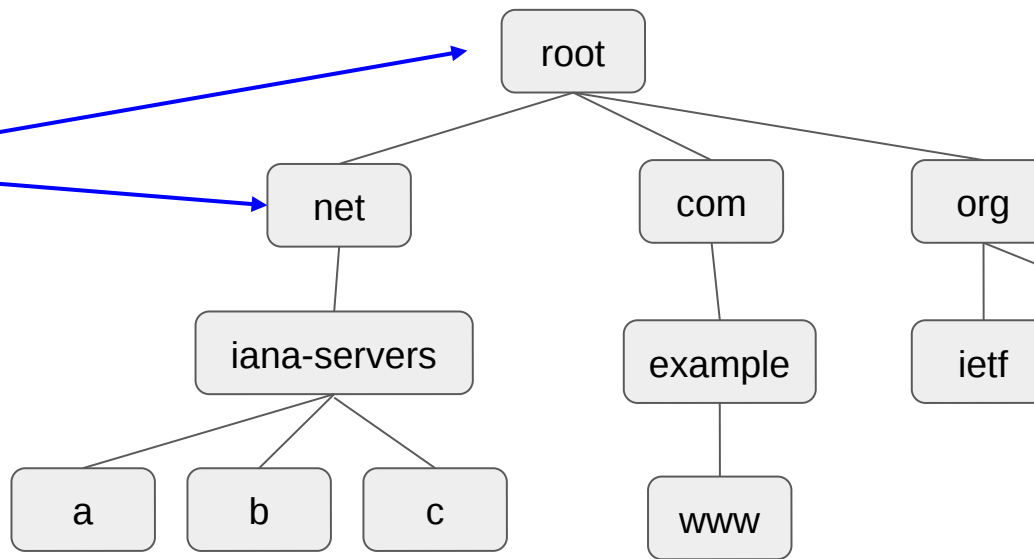 root
net
com
org
iana-servers
example
ietf
a
b
c
www